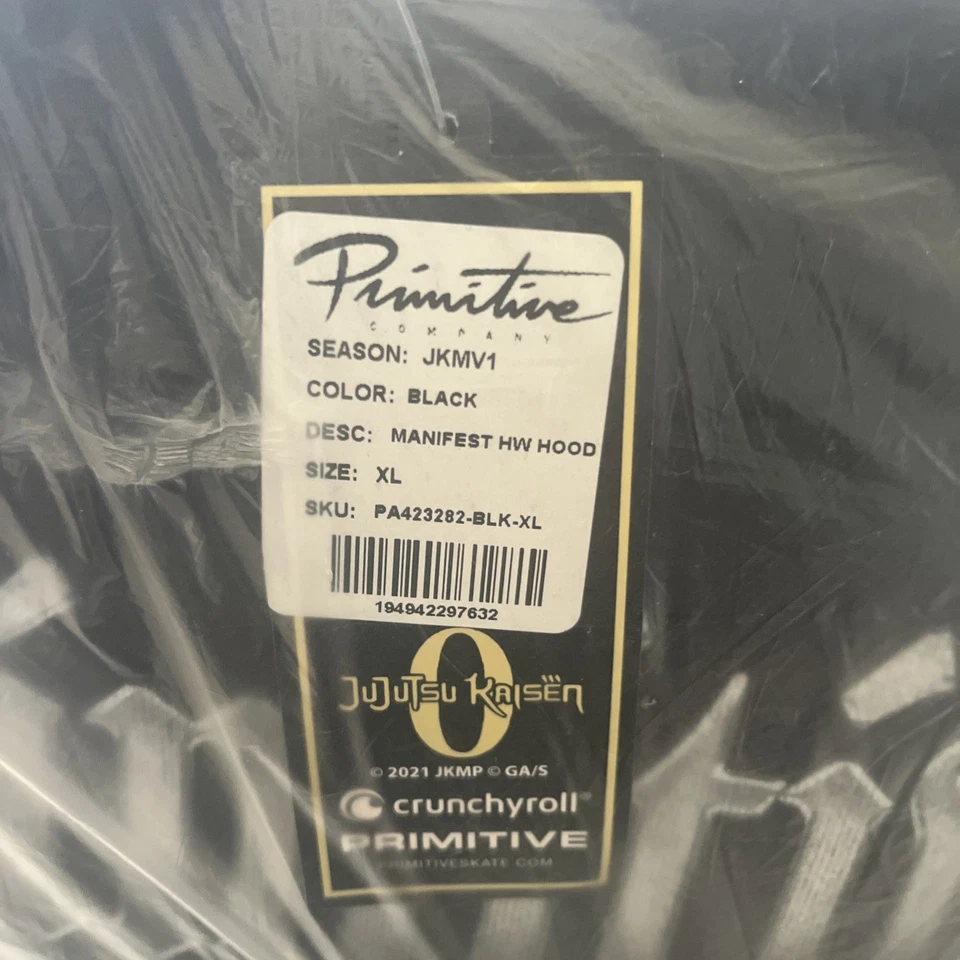 Primitive
COMPANY
SEASON: JKMV1
COLOR: BLACK
DESC: MANIFEST HW HOOD
SIZE: XL
SKU: PA423282-BLK-XL
194942297632
0
JUJUTSU KAISEN
© 2021 JKMP © GA/S
crunchyroll®
PRIMITIVE
PRIMITIVESKATE.COM